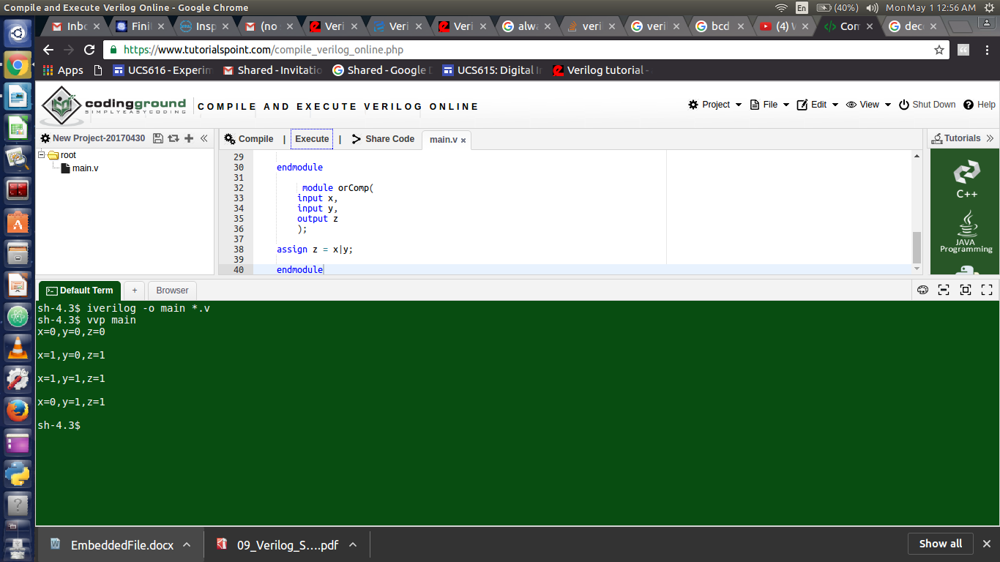 Compile and Execute Verilog Online - Google Chrome
En (40%) Mon May 1 12:56 AM
Inbo × Finit × Insp × (no × Veri × Veri × Veri × alwa × veril × veril × bcd × (4) × Com × deco ×
https://www.tutorialspoint.com/compile_verilog_online.php
Apps UCS616 - Experim Shared - Invitatio Shared - Google UCS615: Digital Verilog tutorial -
codingground
SIMPLYEASYCODING
COMPILE AND EXECUTE VERILOG ONLINE
Project File Edit View Shut Down Help
New Project-20170430 + «
Compile | Execute | Share Code main.v × Tutorials »
root
main.v
29
30 endmodule
31
32 module orComp(
33 input x,
34 input y,
35 output z
36 );
37
38 assign z = x|y;
39
40 endmodule
C++
JAVA
Programming
Default Term + Browser
sh-4.3$ iverilog -o main *.v
sh-4.3$ vvp main
x=0,y=0,z=0
x=1,y=0,z=1
x=1,y=1,z=1
x=0,y=1,z=1
sh-4.3$
EmbeddedFile.docx 09_Verilog_S....pdf Show all ×